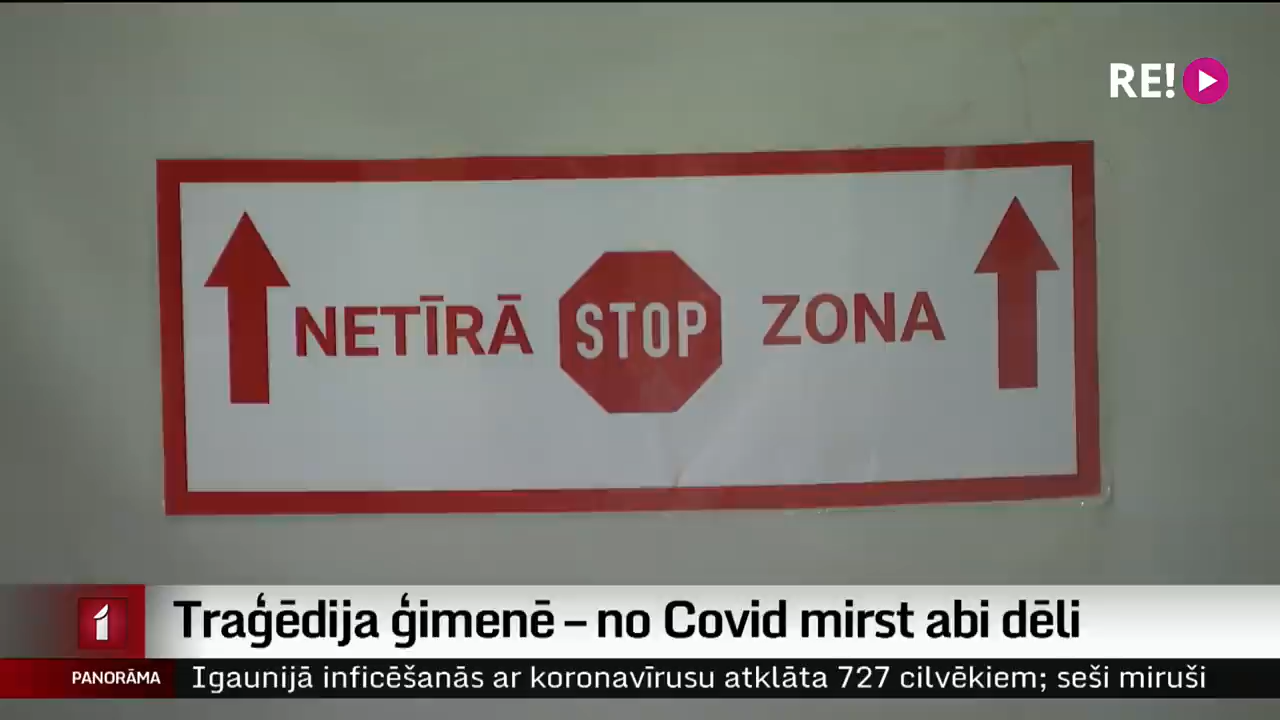 RE!
NETĪRĀ STOP ZONA
1 Traģēdija ģimenē – no Covid mirst abi dēli
PANORĀMA Igaunijā inficēšanās ar koronavīrusu atklāta 727 cilvēkiem; seši miruši